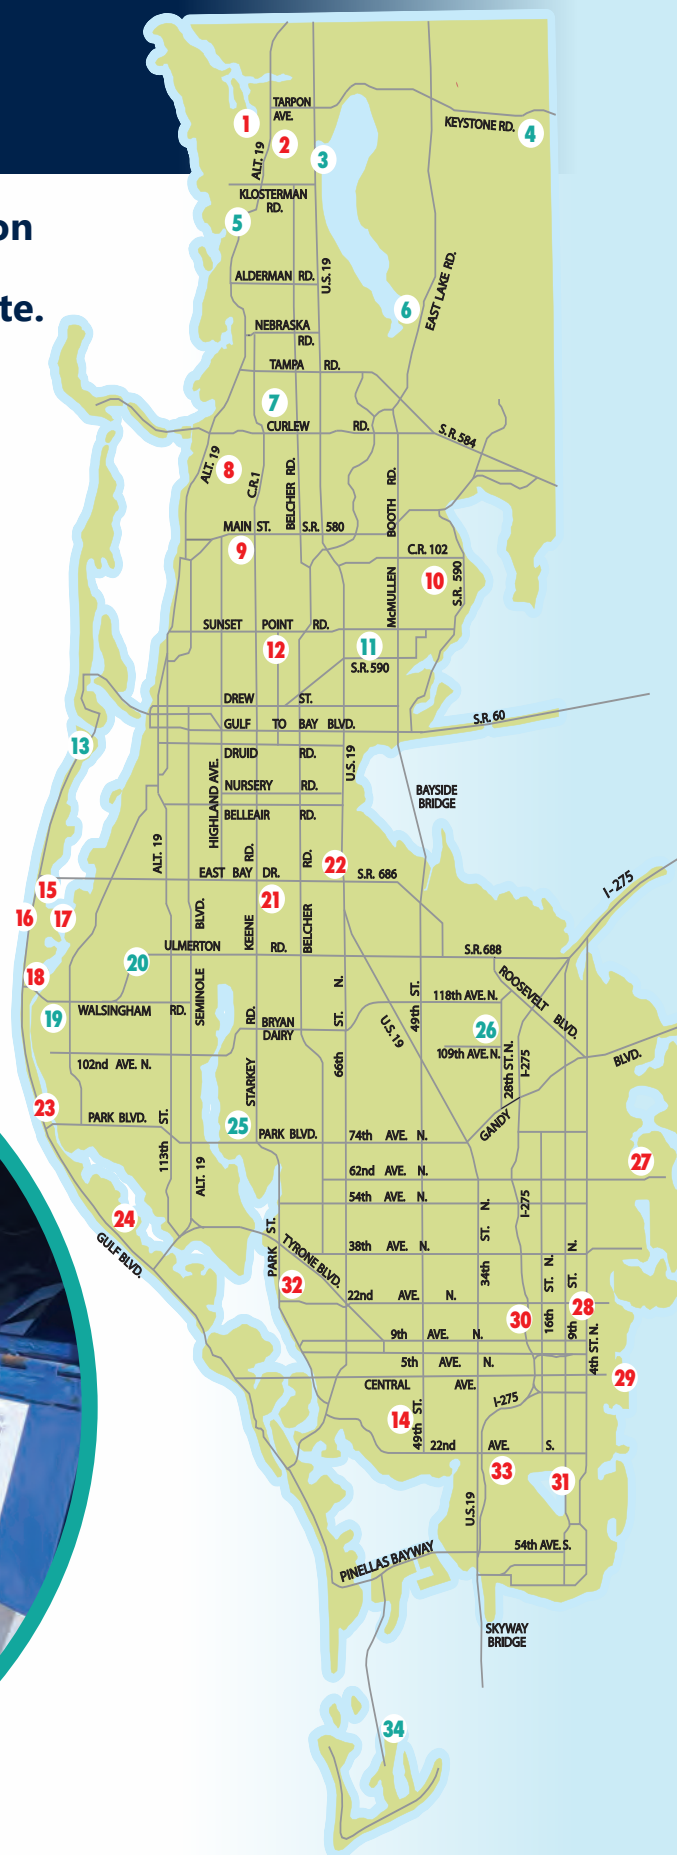 on
te.
TARPON
AVE.
1
2
ALT. 19
3
KEYSTONE RD.
4
KLOSTERMAN
RD.
5
ALDERMAN RD.
U.S. 19
EAST LAKE RD.
6
NEBRASKA
RD.
TAMPA RD.
7
CURLEW RD.
S.R. 584
ALT. 19
8
C.R.1
BELCHER RD.
BOOTH RD.
McMULLEN
MAIN ST. S.R. 580
9
C.R. 102
10
S.R. 590
SUNSET POINT RD.
12
11
S.R. 590
DREW ST.
GULF TO BAY BLVD.
S.R. 60
13
DRUID RD.
U.S. 19
HIGHLAND AVE.
NURSERY RD.
BAYSIDE
BRIDGE
BELLEAIR RD.
ALT. 19
RD.
RD.
22
EAST BAY DR.
S.R. 686
I-275
15
21
16
17
BLVD.
KEENE
BELCHER
ULMERTON RD.
S.R. 688
20
18
SEMINOLE
66th ST. N.
49th ST.
118th AVE. N.
ROOSEVELT BLVD.
WALSINGHAM RD.
19
RD.
BRYAN
DAIRY
U.S. 19
26
109th AVE. N.
28th ST. N.
I-275
BLVD.
102nd AVE. N.
STARKEY
23
PARK BLVD.
113th ST.
25
PARK BLVD.
74th AVE. N.
GANDY
ALT. 19
62nd AVE. N.
27
54th AVE. N.
24
GULF BLVD.
PARK ST.
TYRONE BLVD.
38th AVE. N.
34th ST. N.
I-275
16th ST. N.
9th ST. N.
32
22nd AVE. N.
28
30
9th AVE. N.
4th ST. N.
5th AVE. N.
29
CENTRAL AVE.
I-275
14
49th ST.
22nd AVE. S.
33
31
U.S.19
54th AVE. S.
PINELLAS BAYWAY
SKYWAY
BRIDGE
34